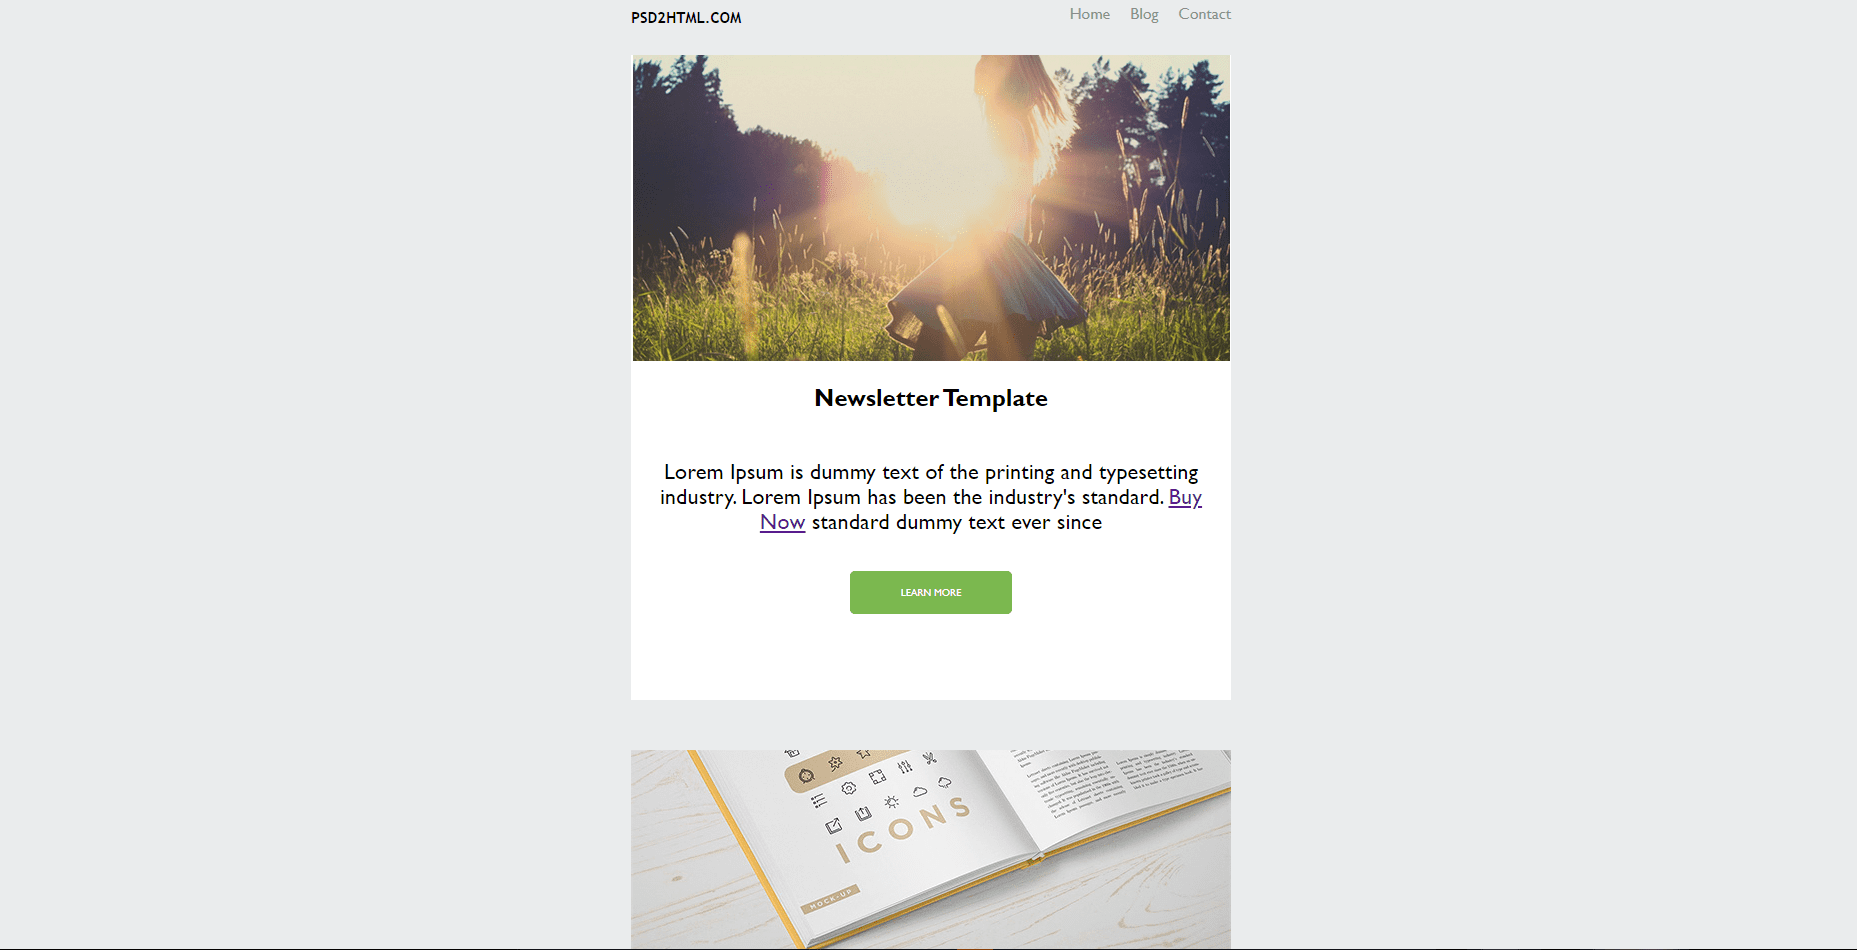 PSD2HTML.COM
Home Blog Contact
Newsletter Template
Lorem Ipsum is dummy text of the printing and typesetting
industry. Lorem Ipsum has been the industry's standard. Buy
Now standard dummy text ever since
LEARN MORE
ICONS
MOCK-UP